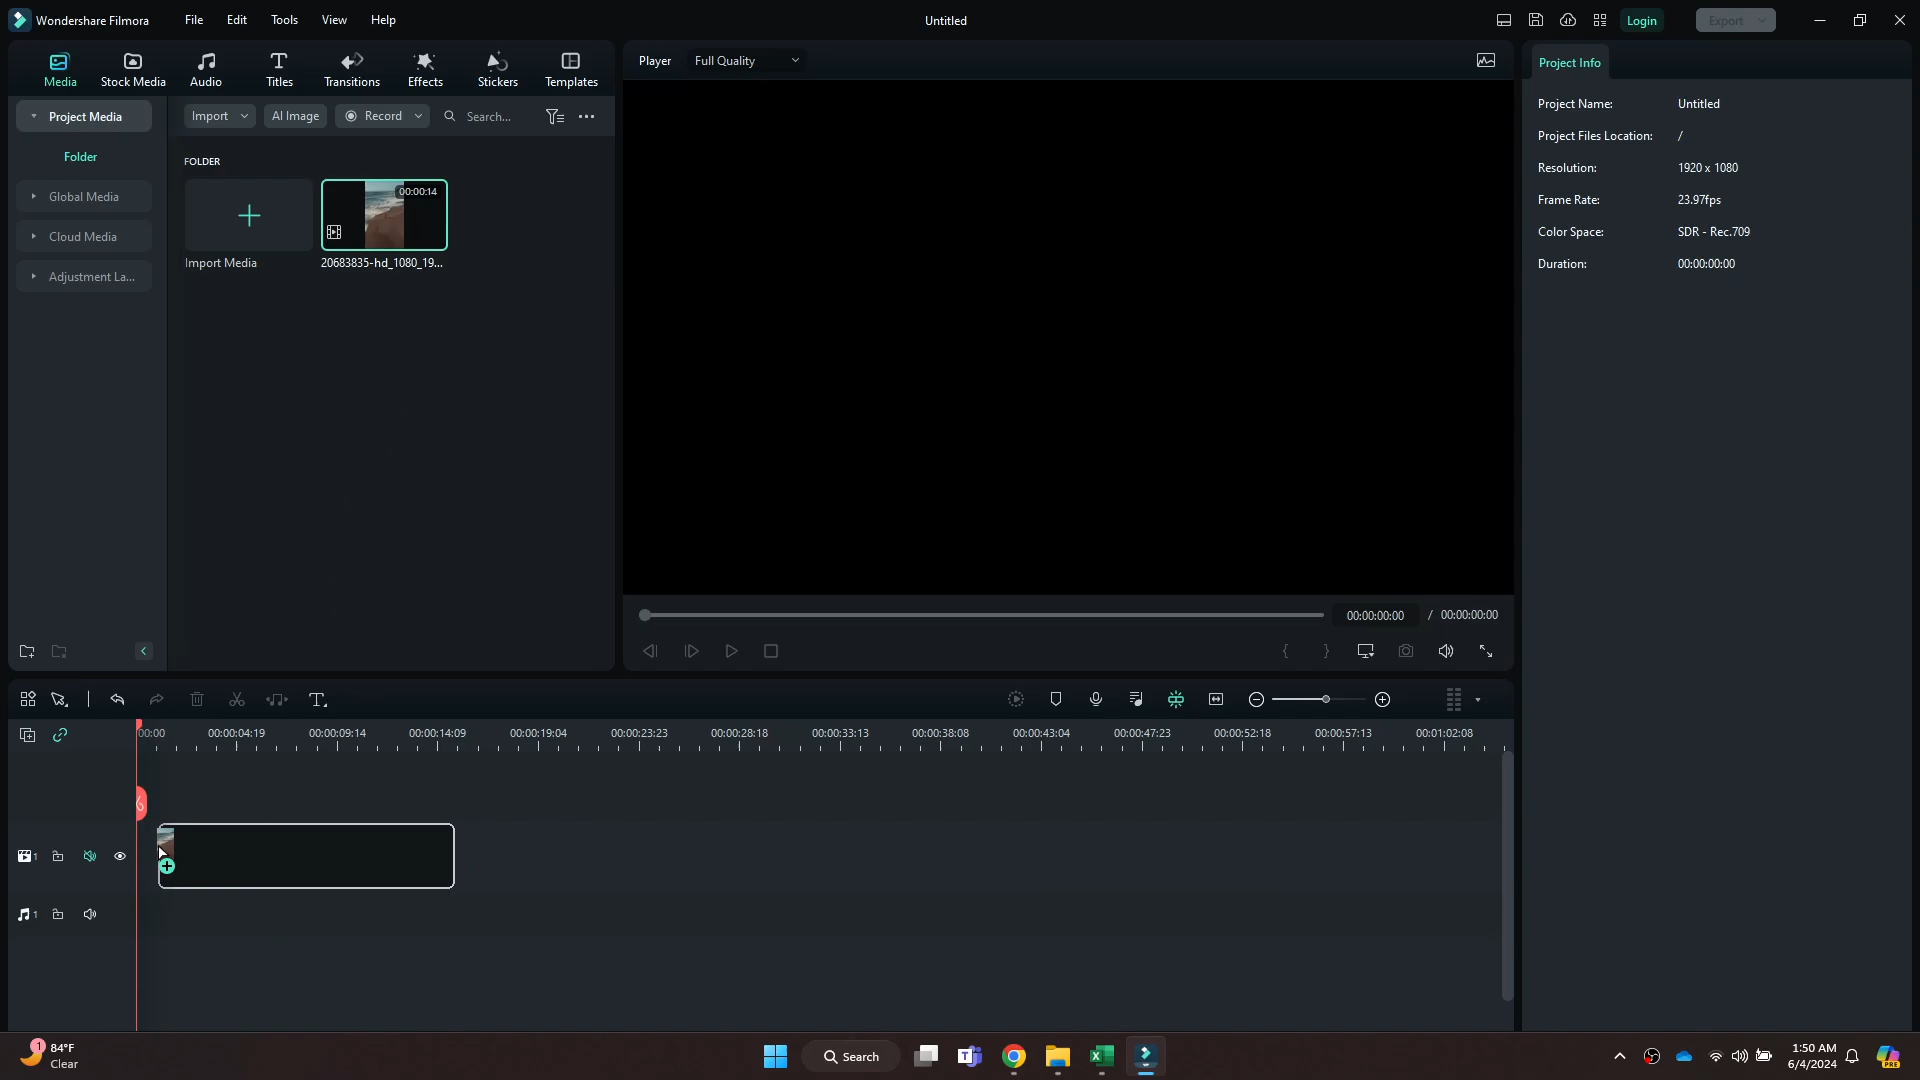 Wondershare Filmora
File
Edit
Tools
View
Help
Untitled
Login
Export
Media
Stock Media
Audio
Titles
Transitions
Effects
Stickers
Templates
Player
Full Quality
Project Info
Project Media
Folder
Global Media
Cloud Media
Adjustment La...
Import
AI Image
Record
Search...
FOLDER
00:00:14
Import Media
20683835-hd_1080_19...
Project Name: Untitled
Project Files Location: /
Resolution: 1920 x 1080
Frame Rate: 23.97fps
Color Space: SDR - Rec.709
Duration: 00:00:00:00
00:00:00:00 / 00:00:00:00
00:00 00:00:04:19 00:00:09:14 00:00:14:09 00:00:19:04 00:00:23:23 00:00:28:18 00:00:33:13 00:00:38:08 00:00:43:04 00:00:47:23 00:00:52:18 00:00:57:13 00:01:02:08
1
1
1
84°F
Clear
Search
1:50 AM
6/4/2024
PRE